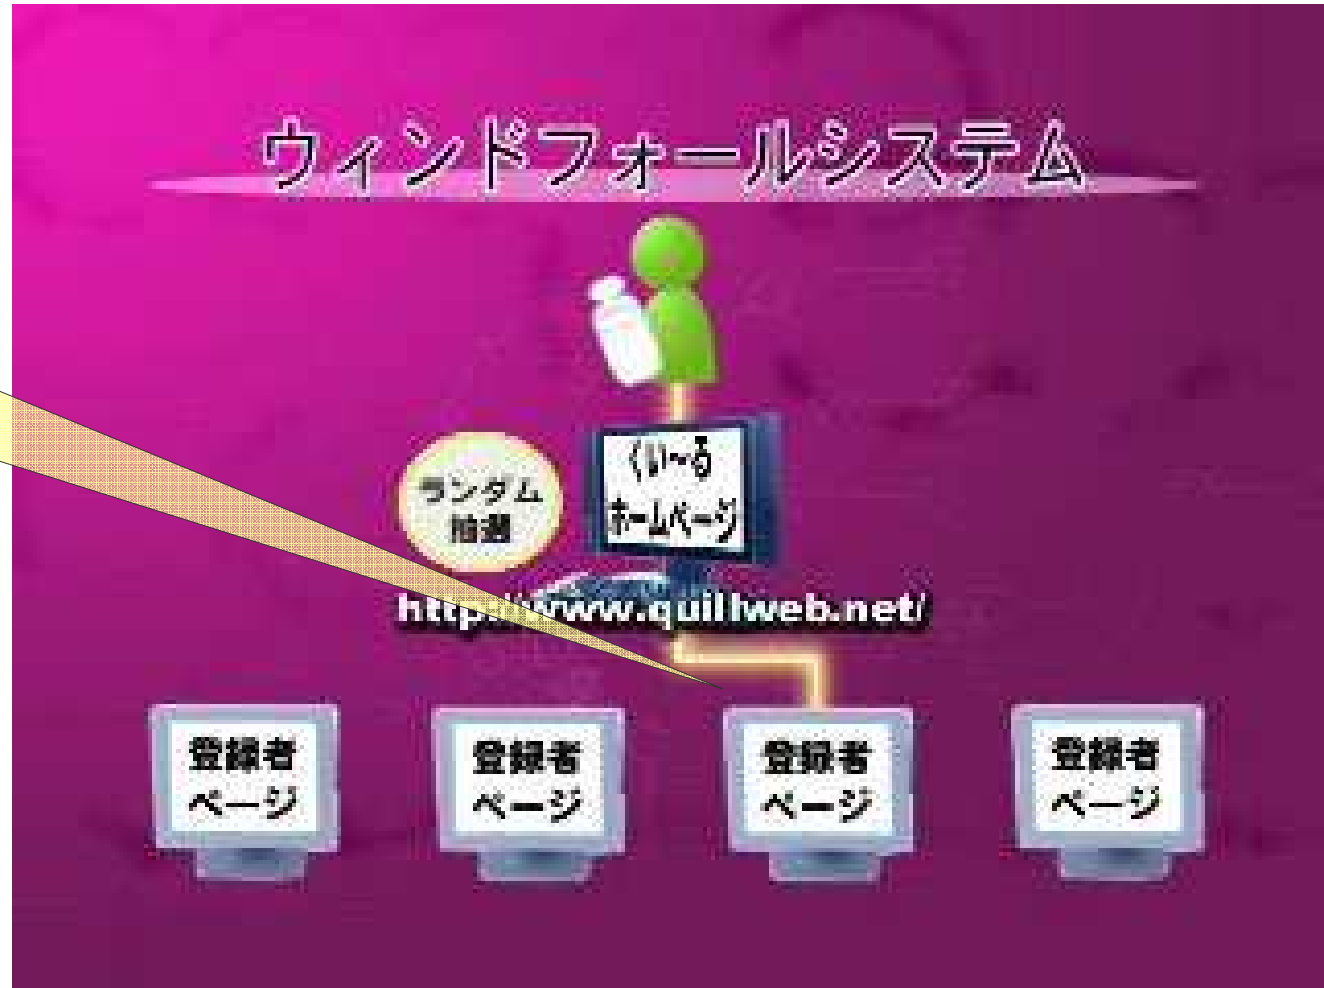 ウィンドフォールシステム
くい〜る
ホームページ
ランダム
抽選
http://www.quillweb.net/
登録者
ページ
登録者
ページ
登録者
ページ
登録者
ページ